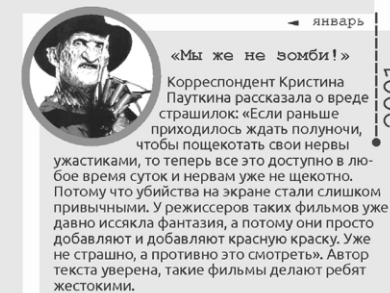 январь
«Мы же не зомби!»
Корреспондент Кристина
Пауткина рассказала о вреде
страшилок: «Если раньше
приходилось ждать полуночи,
чтобы пощекотать свои нервы
ужастиками, то теперь все это доступно в лю-
бое время суток и нервам уже не щекотно.
Потому что убийства на экране стали слишком
привычными. У режиссеров таких фильмов уже
давно иссякла фантазия, а потому они просто
добавляют и добавляют красную краску. Уже
не страшно, а противно это смотреть». Автор
текста уверена, такие фильмы делают ребят
жестокими.